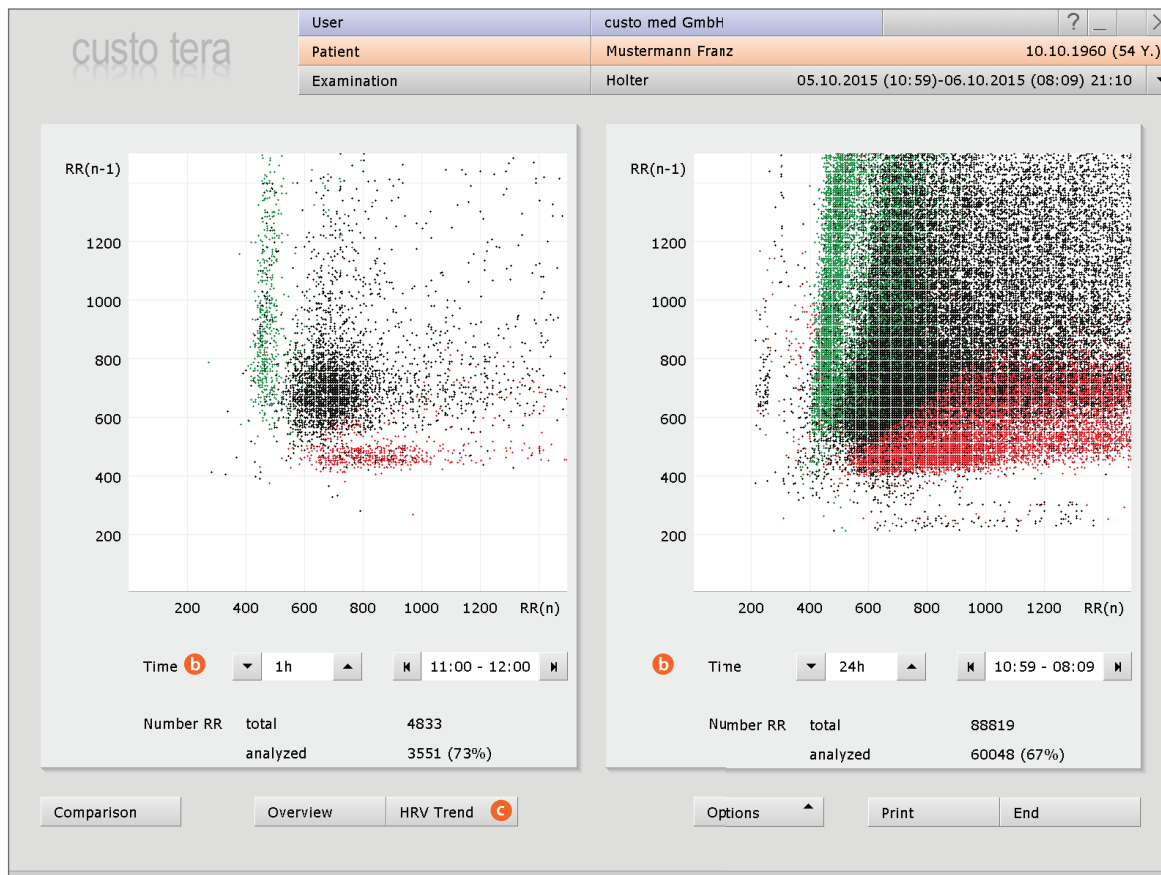 custo tera
User custo med GmbH ? _ X
Patient Mustermann Franz 10.10.1960 (54 Y.)
Examination Holter 05.10.2015 (10:59)-06.10.2015 (08:09) 21:10
RR(n-1)
1200
1000
800
600
400
200
200 400 600 800 1000 1200 RR(n)
Time b 1h 11:00 - 12:00
Number RR total 4833
analyzed 3551 (73%)
RR(n-1)
1200
1000
800
600
400
200
200 400 600 800 1000 1200 RR(n)
b Time 24h 10:59 - 08:09
Number RR total 88819
analyzed 60048 (67%)
Comparison Overview HRV Trend c Options Print End